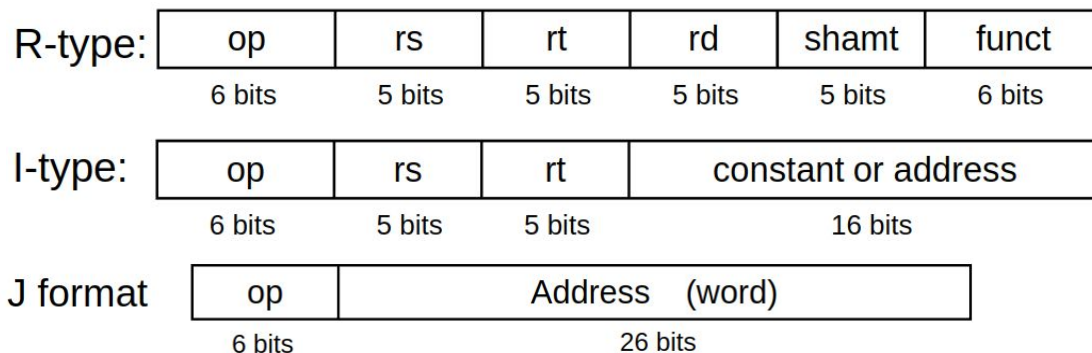 R-type: op rs rt rd shamt funct
6 bits 5 bits 5 bits 5 bits 5 bits 6 bits
I-type: op rs rt constant or address
6 bits 5 bits 5 bits 16 bits
J format op Address (word)
6 bits 26 bits